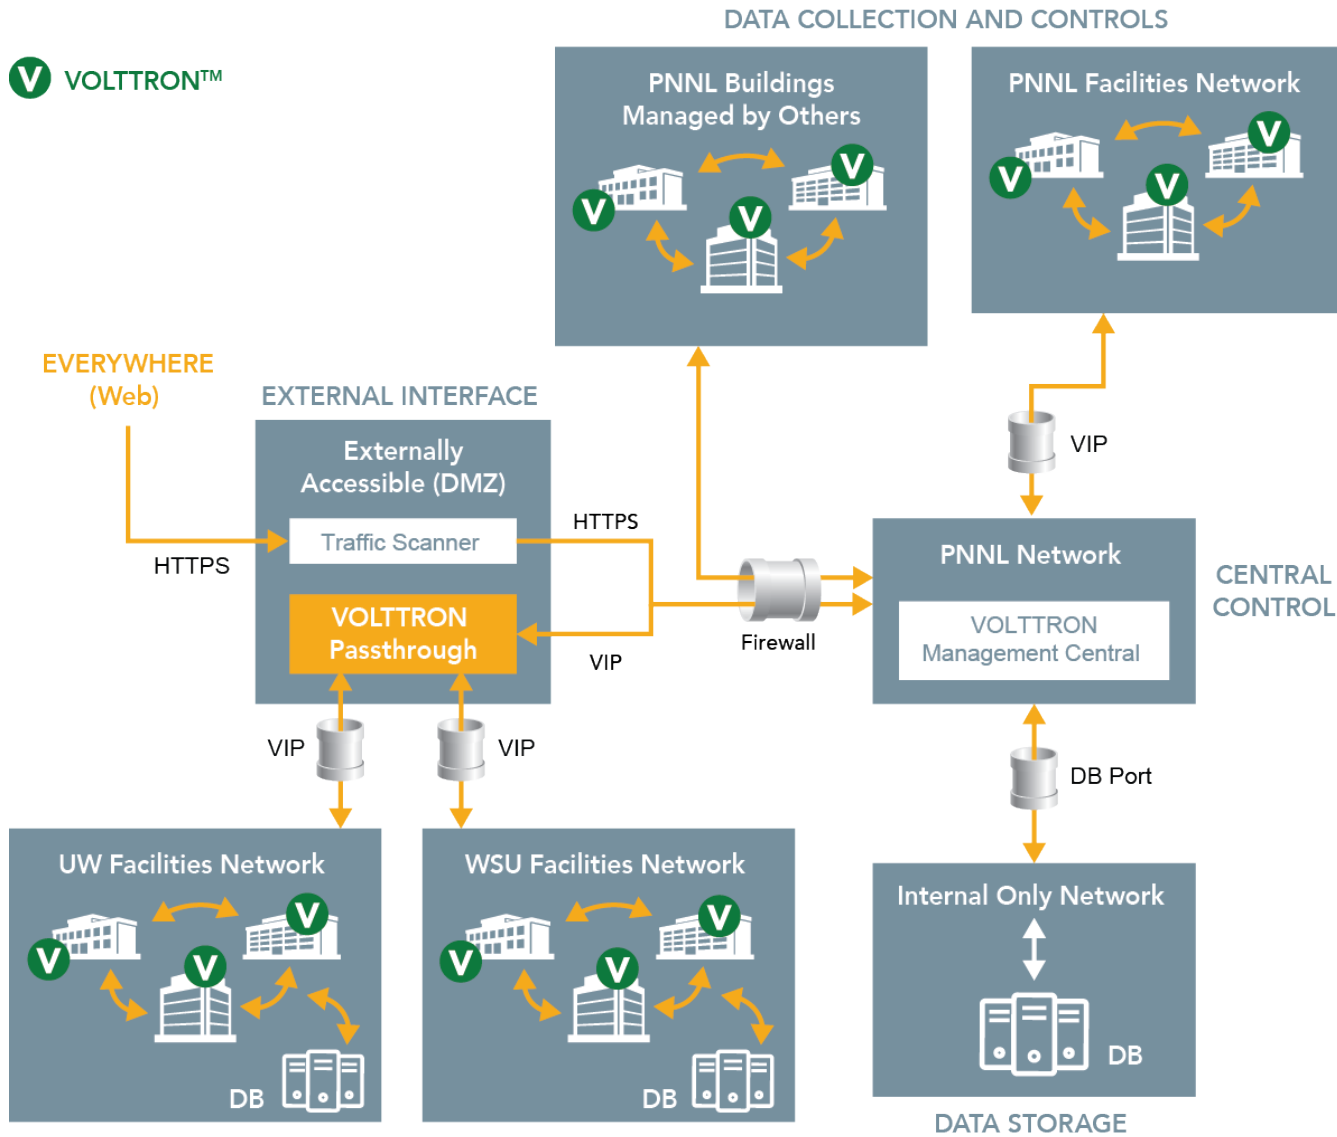 DATA COLLECTION AND CONTROLS
V VOLTTRON™
PNNL Buildings
Managed by Others
V
V
V
PNNL Facilities Network
V
V
V
EVERYWHERE
(Web)
HTTPS
EXTERNAL INTERFACE
Externally
Accessible (DMZ)
Traffic Scanner
HTTPS
VOLTTRON
Passthrough
VIP
Firewall
VIP
PNNL Network
VOLTTRON
Management Central
CENTRAL
CONTROL
VIP
VIP
DB Port
UW Facilities Network
V
V
V
DB
WSU Facilities Network
V
V
V
DB
Internal Only Network
DB
DATA STORAGE